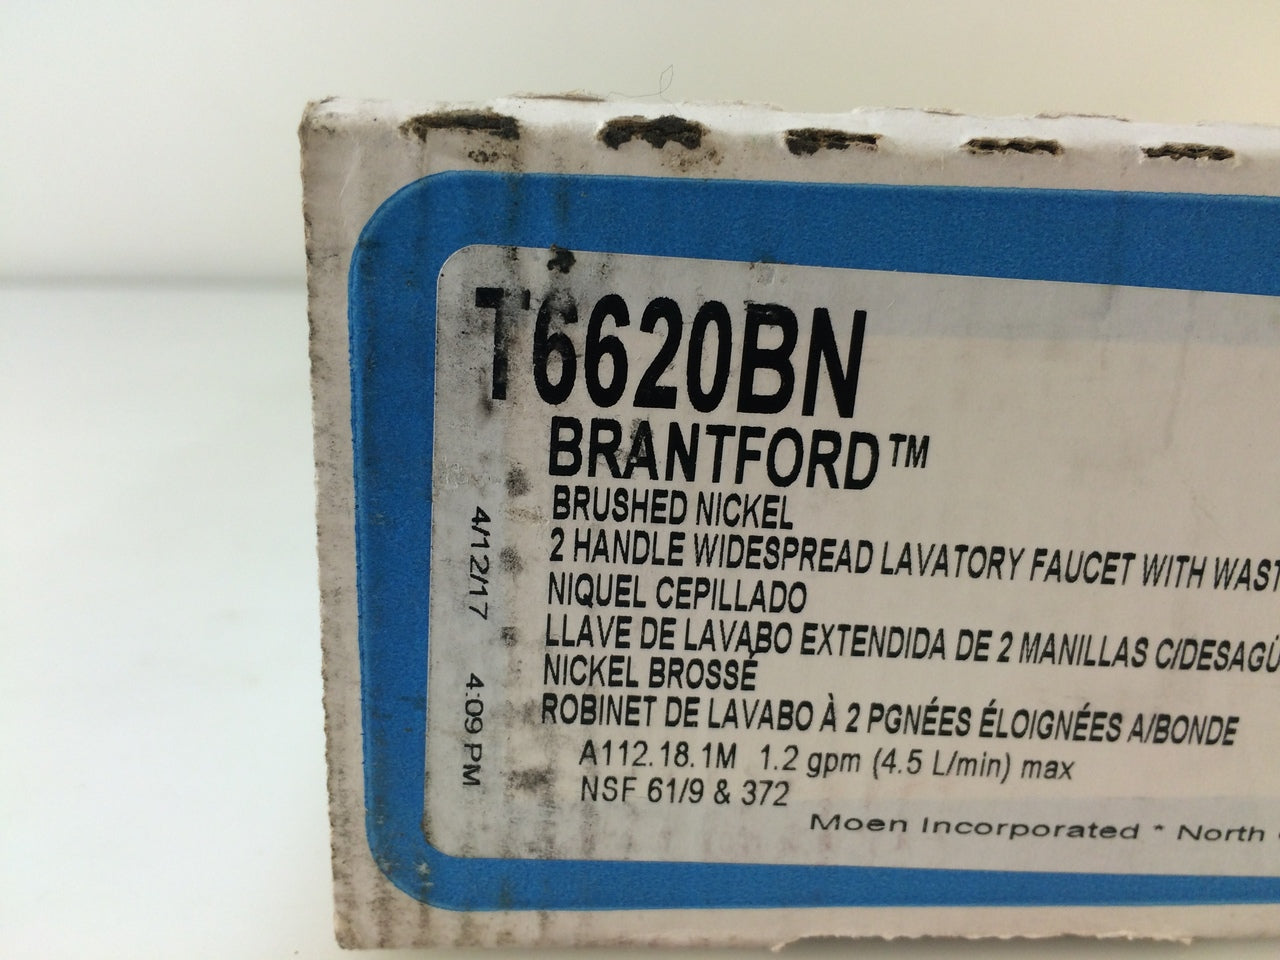 T6620BN
BRANTFORD™
BRUSHED NICKEL
2 HANDLE WIDESPREAD LAVATORY FAUCET WITH WAST
NIQUEL CEPILLADO
LLAVE DE LAVABO EXTENDIDA DE 2 MANILLAS C/DESAGÜ
NICKEL BROSSÉ
ROBINET DE LAVABO À 2 PGNÉES ÉLOIGNÉES A/BONDE
A112.18.1M 1.2 gpm (4.5 L/min) max
NSF 61/9 & 372
Moen Incorporated * North
4/12/17 4:09 PM